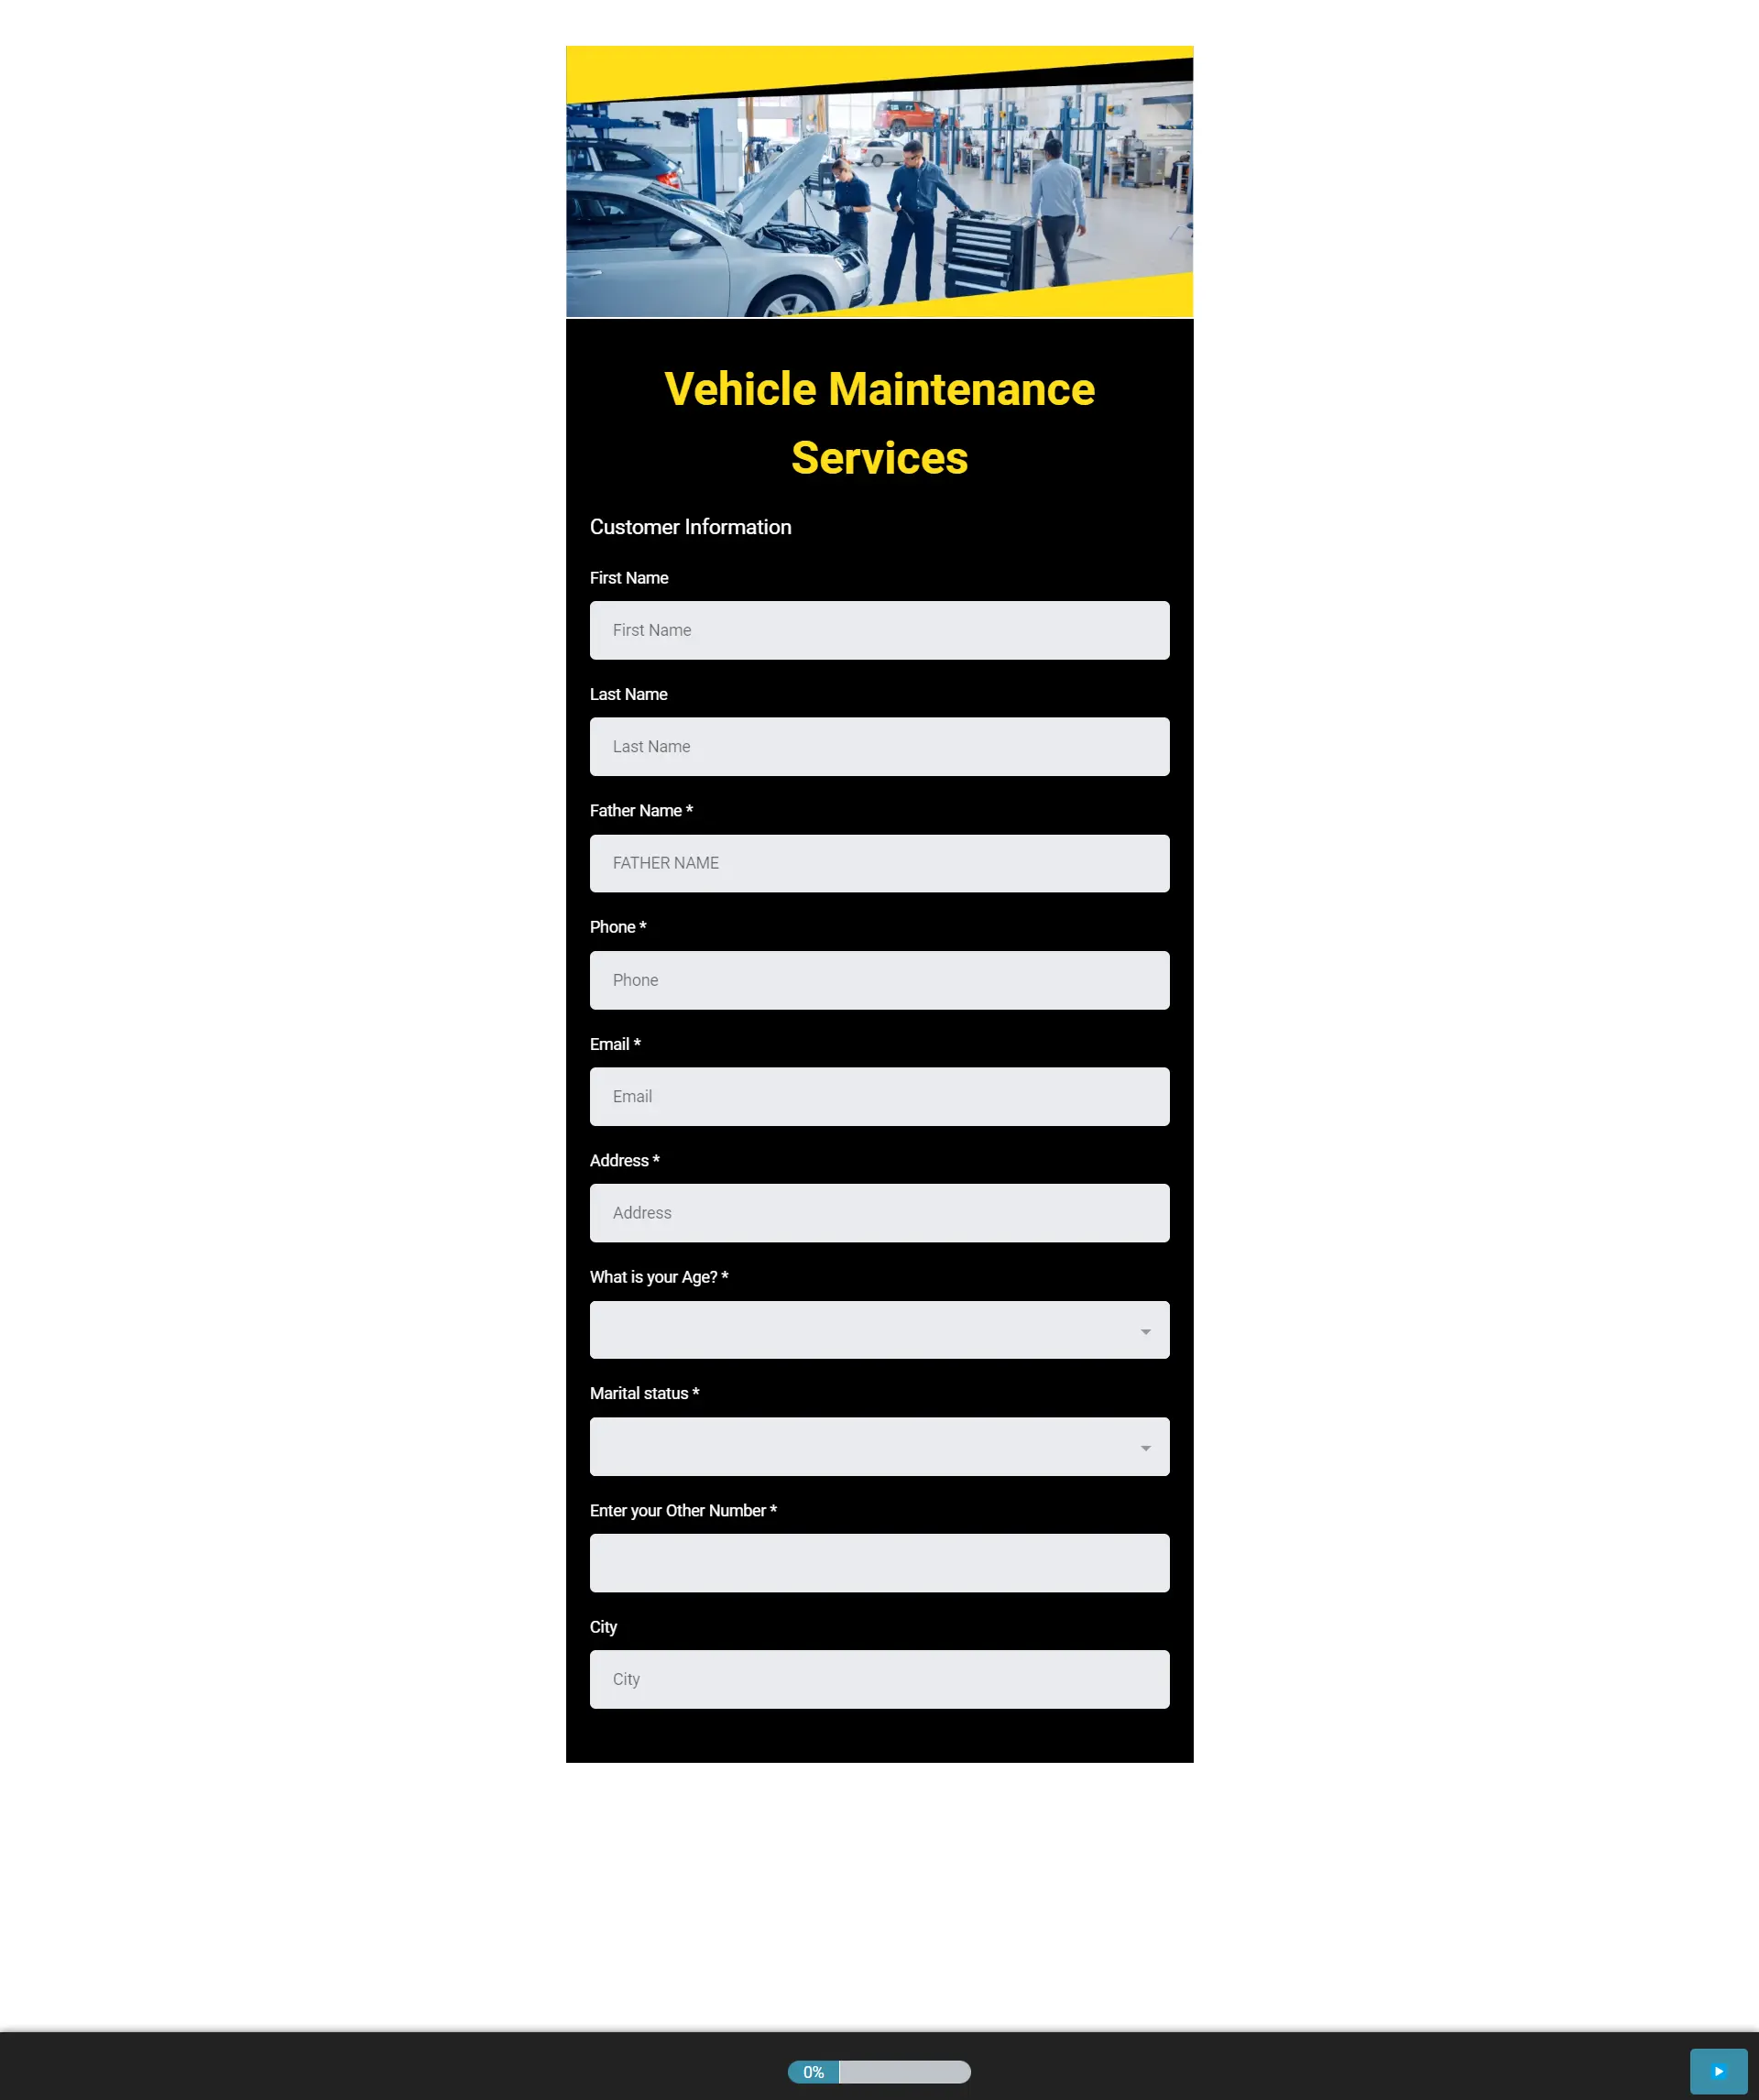 Vehicle Maintenance
Services
Customer Information
First Name
First Name
Last Name
Last Name
Father Name *
FATHER NAME
Phone *
Phone
Email *
Email
Address *
Address
What is your Age? *
Marital status *
Enter your Other Number *
City
City
0%